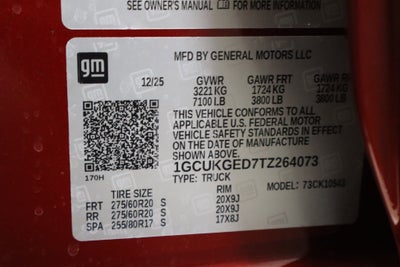 SEE OWNER'S MANUAL FOR MORE INFORMATION
gm
MFD BY GENERAL MOTORS LLC
12/25 GVWR GAWR FRT GAWR RR
3221 KG 1724 KG 1724 KG
7100 LB 3800 LB 3800 LB
THIS VEHICLE CONFORMS TO ALL
APPLICABLE U.S. FEDERAL MOTOR
VEHICLE SAFETY STANDARDS IN
EFFECT ON THE DATE OF
MANUFACTURE SHOWN ABOVE.
1GCUKGED7TZ264073
170H TYPE: TRUCK MODEL: 73CK10543
TIRE SIZE RIM
FRT 275/60R20 S 20X9J
RR 275/60R20 S 20X9J
SPA 255/80R17 S 17X8J